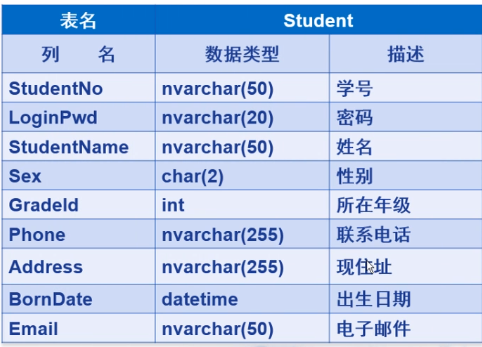 表名 Student
列 名 数据类型 描述
StudentNo nvarchar(50) 学号
LoginPwd nvarchar(20) 密码
StudentName nvarchar(50) 姓名
Sex char(2) 性别
GradeId int 所在年级
Phone nvarchar(255) 联系电话
Address nvarchar(255) 现住址
BornDate datetime 出生日期
Email nvarchar(50) 电子邮件